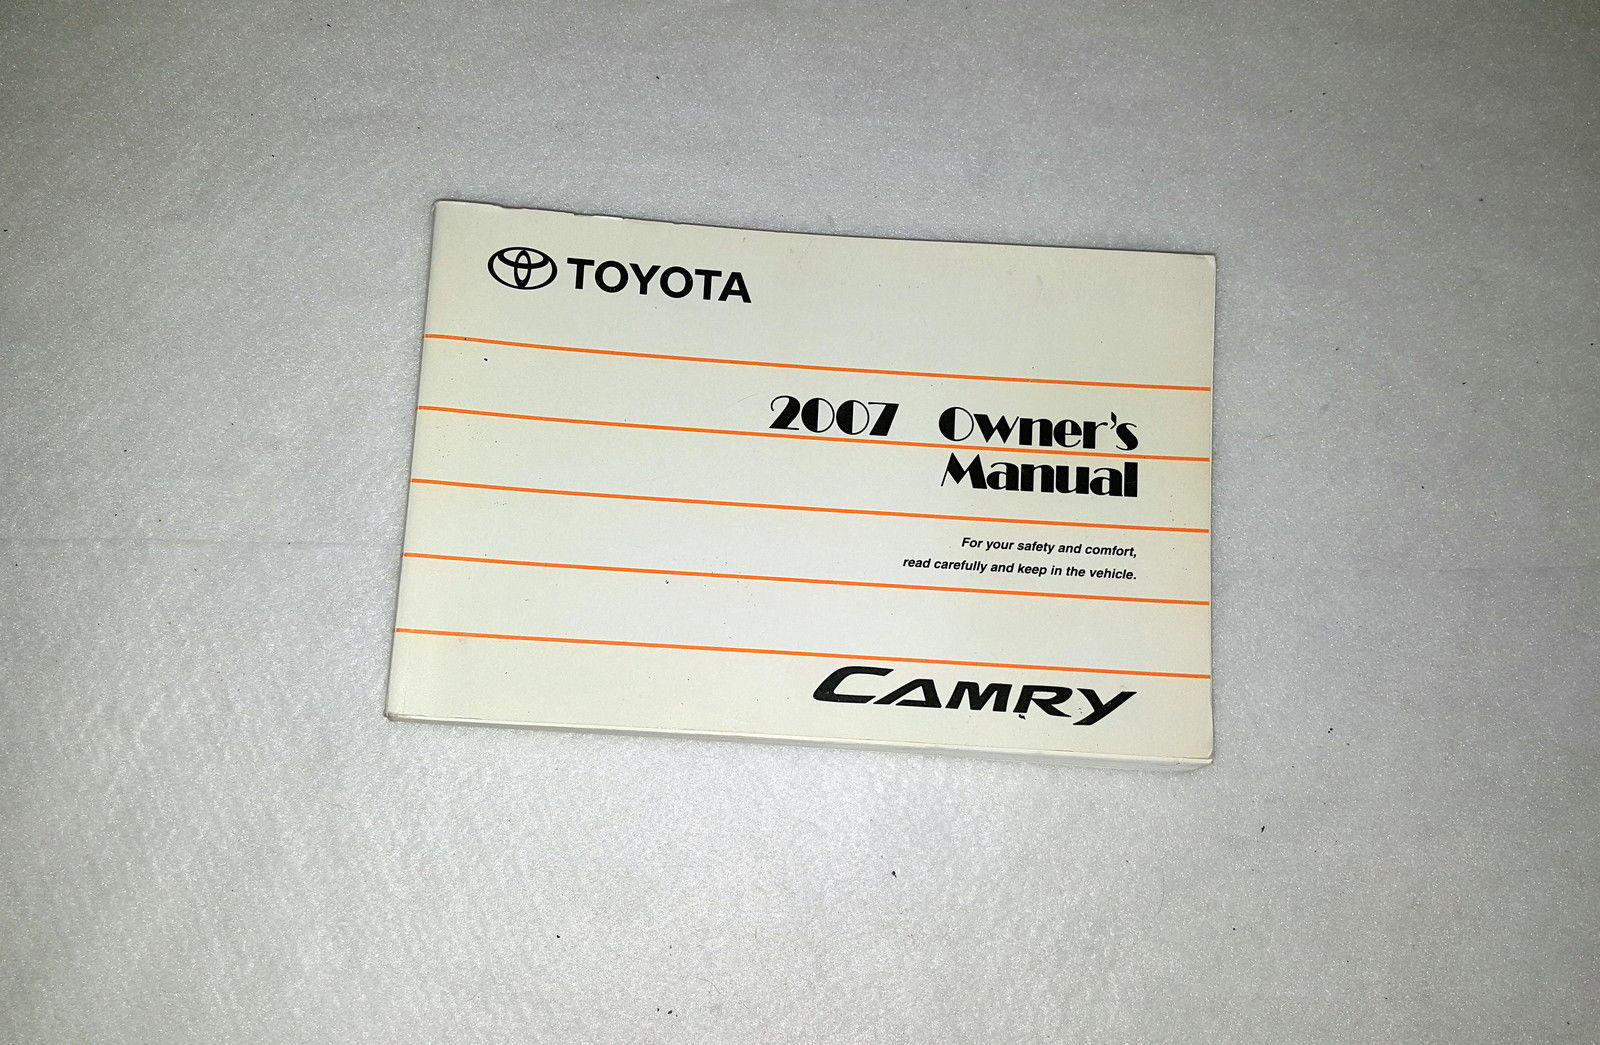 TOYOTA
2007 Owner's
Manual
For your safety and comfort,
read carefully and keep in the vehicle.
CAMRY